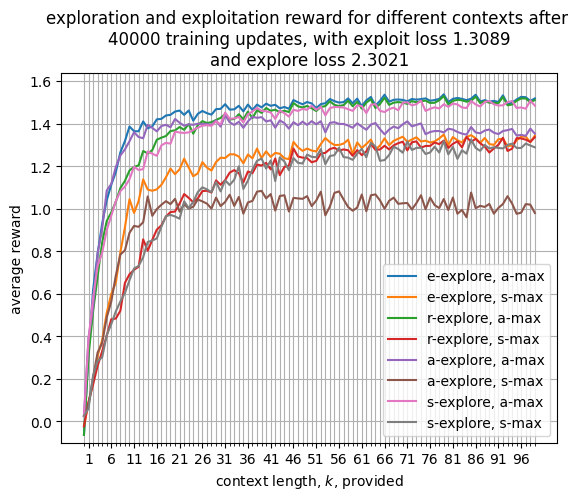 exploration and exploitation reward for different contexts after
40000 training updates, with exploit loss 1.3089
and explore loss 2.3021
1.6
1.4
1.2
1.0
0.8
0.6
0.4
0.2
0.0
average reward
e-explore, a-max
e-explore, s-max
r-explore, a-max
r-explore, s-max
a-explore, a-max
a-explore, s-max
s-explore, a-max
s-explore, s-max
1 6 11 16 21 26 31 36 41 46 51 56 61 66 71 76 81 86 91 96
context length, k, provided